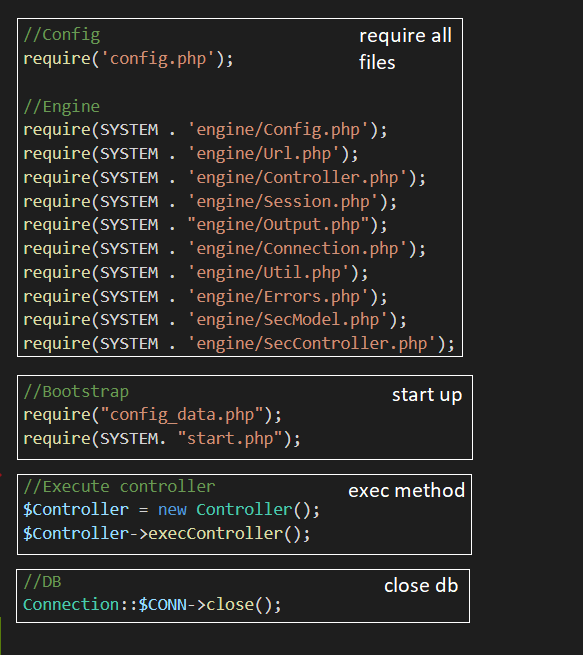 //Config
require all
files
require('config.php');
//Engine
require(SYSTEM . 'engine/Config.php');
require(SYSTEM . 'engine/Url.php');
require(SYSTEM . 'engine/Controller.php');
require(SYSTEM . 'engine/Session.php');
require(SYSTEM . "engine/Output.php");
require(SYSTEM . 'engine/Connection.php');
require(SYSTEM . 'engine/Util.php');
require(SYSTEM . 'engine/Errors.php');
require(SYSTEM . 'engine/SecModel.php');
require(SYSTEM . 'engine/SecController.php');
//Bootstrap
start up
require("config_data.php");
require(SYSTEM. "start.php");
//Execute controller
exec method
$Controller = new Controller();
$Controller->execController();
//DB
close db
Connection::$CONN->close();